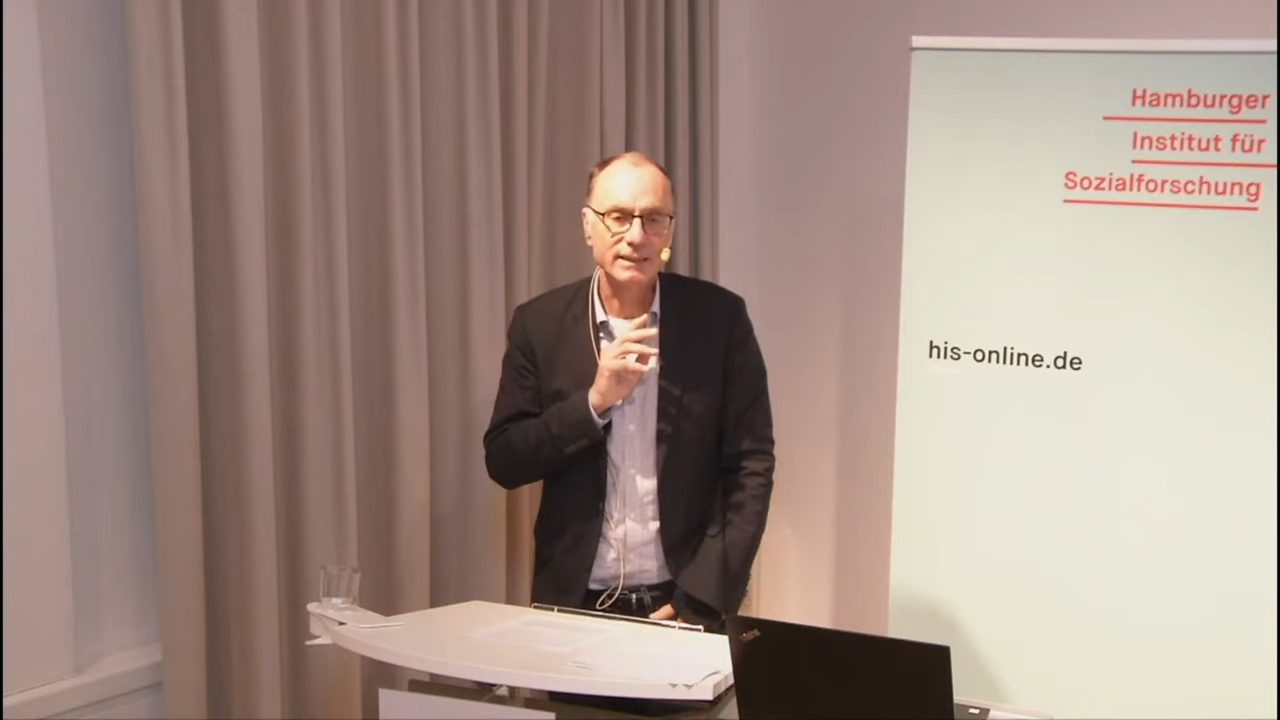 Hamburger
Institut für
Sozialforschung
his-online.de